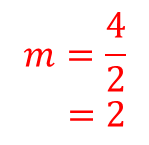 m = 4/2
= 2